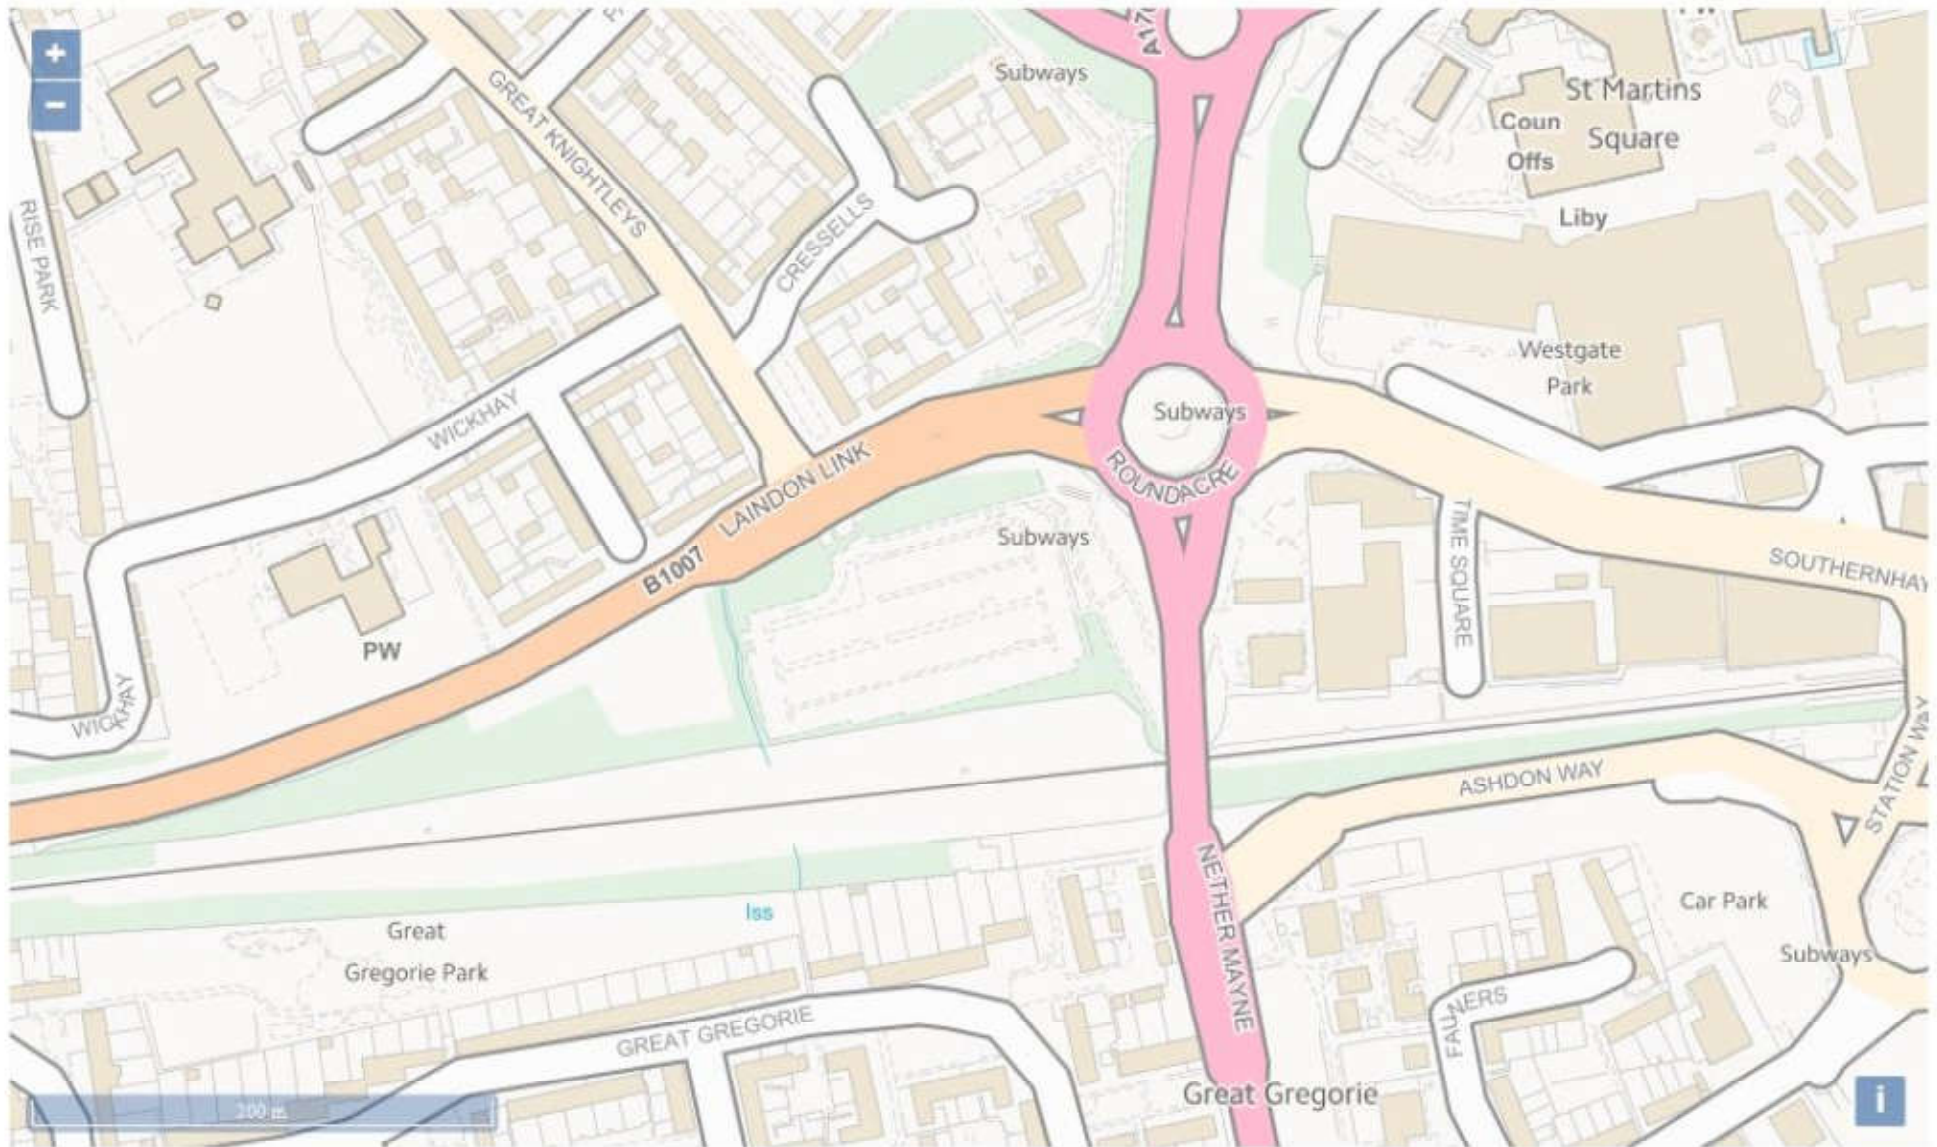 +
−
GREAT KNIGHTLEYS
Subways
St Martins
Square
Coun
Offs
Liby
RISE PARK
CRESSELLS
Westgate
Park
WICKHAY
Subways
ROUNDACRE
LAINDON LINK
B1007
Subways
TIME SQUARE
SOUTHERNHAY
PW
WICKHAY
ASHDON WAY
STATION WAY
NETHER MAYNE
Car Park
Iss
Great
Gregorie Park
Subways
FAUNERS
GREAT GREGORIE
Great Gregorie
200 m
i